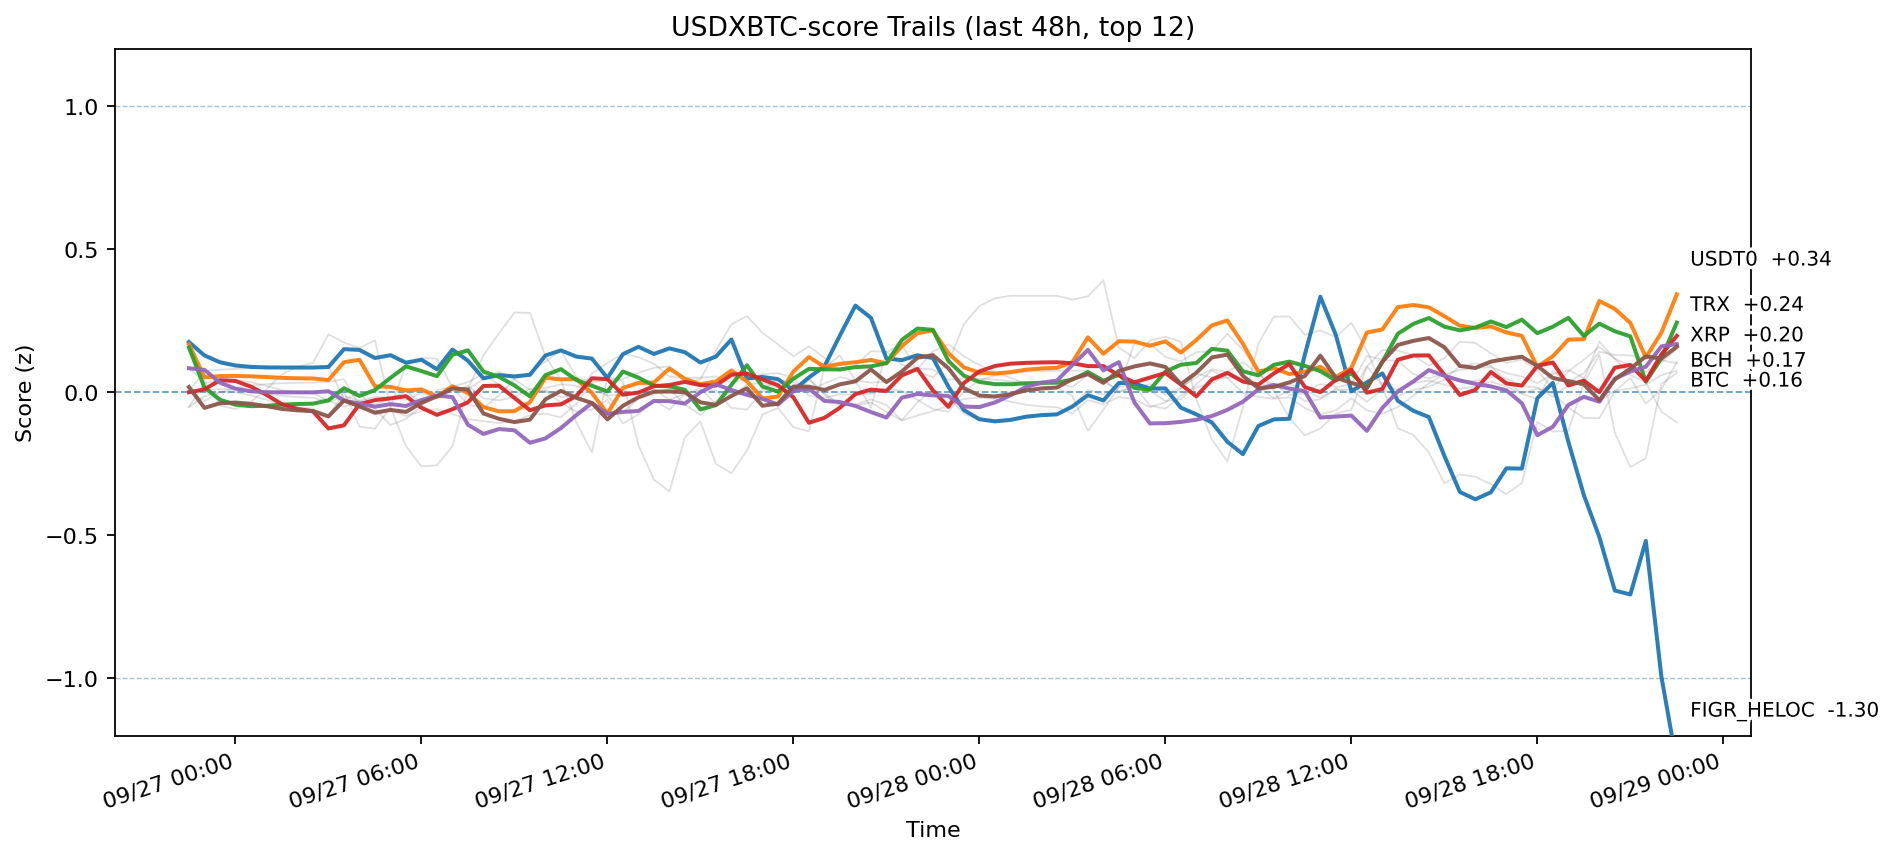 USDXBTC-score Trails (last 48h, top 12)
1.0
0.5
0.0
−0.5
−1.0
Score (z)
USDT0 +0.34
TRX +0.24
XRP +0.20
BCH +0.17
BTC +0.16
FIGR_HELOC -1.30
09/27 00:00
09/27 06:00
09/27 12:00
09/27 18:00
09/28 00:00
09/28 06:00
09/28 12:00
09/28 18:00
09/29 00:00
Time